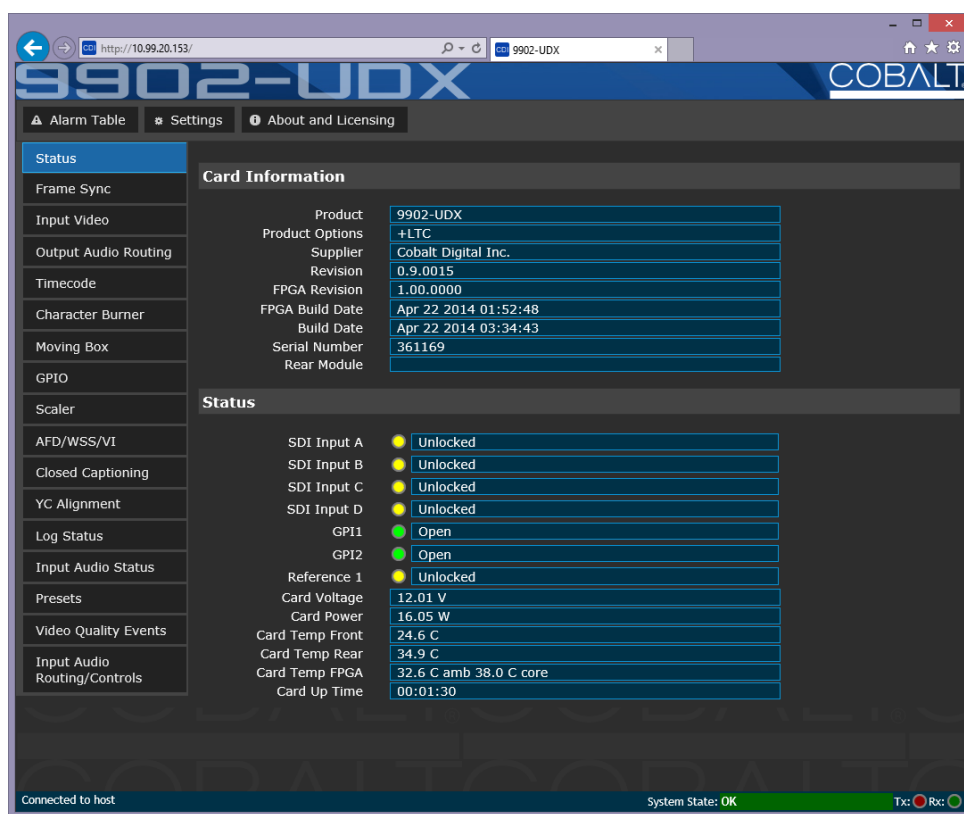 http://10.99.20.153/
CDI 9902-UDX
9902-UDX
COBALT
Alarm Table Settings About and Licensing
Status
Frame Sync
Input Video
Output Audio Routing
Timecode
Character Burner
Moving Box
GPIO
Scaler
AFD/WSS/VI
Closed Captioning
YC Alignment
Log Status
Input Audio Status
Presets
Video Quality Events
Input Audio
Routing/Controls
Card Information
Product 9902-UDX
Product Options +LTC
Supplier Cobalt Digital Inc.
Revision 0.9.0015
FPGA Revision 1.00.0000
FPGA Build Date Apr 22 2014 01:52:48
Build Date Apr 22 2014 03:34:43
Serial Number 361169
Rear Module
Status
SDI Input A Unlocked
SDI Input B Unlocked
SDI Input C Unlocked
SDI Input D Unlocked
GPI1 Open
GPI2 Open
Reference 1 Unlocked
Card Voltage 12.01 V
Card Power 16.05 W
Card Temp Front 24.6 C
Card Temp Rear 34.9 C
Card Temp FPGA 32.6 C amb 38.0 C core
Card Up Time 00:01:30
Connected to host System State: OK Tx: Rx: